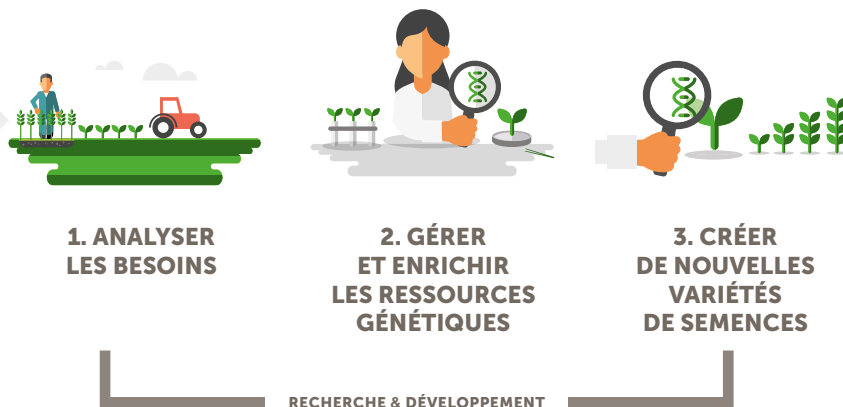 1. ANALYSER
LES BESOINS
2. GÉRER
ET ENRICHIR
LES RESSOURCES
GÉNÉTIQUES
3. CRÉER
DE NOUVELLES
VARIÉTÉS
DE SEMENCES
RECHERCHE & DÉVELOPPEMENT